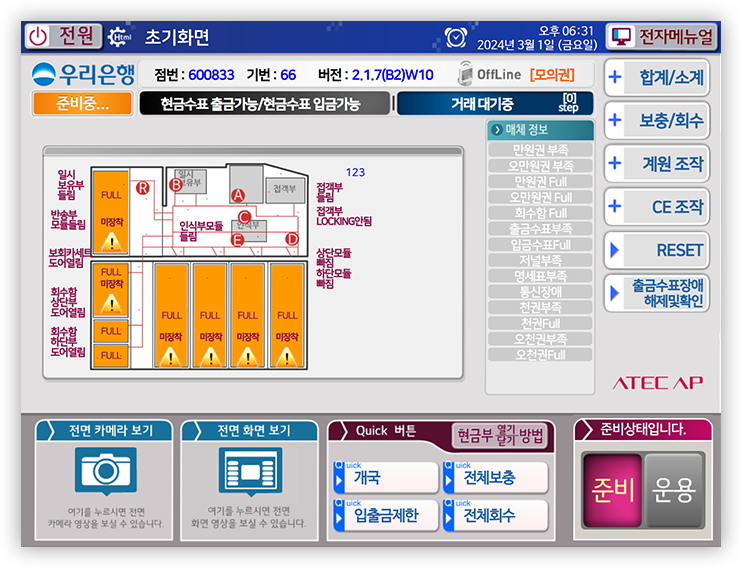 전원
Html
초기화면
오후 06:31
2024년 3월 1일 (금요일)
전자메뉴얼
우리은행
점번 : 600833 기번 : 66 버전 : 2.1.7(B2)W10
OffLine [모의권]
준비중...
현금수표 출금가능/현금수표 입금가능
거래 대기중
[0]
step
합계/소계
보충/회수
계원 조작
CE 조작
RESET
출금수표장애
해제및확인
매체 정보
만원권 부족
오만원권 부족
만원권 Full
오만원권 Full
회수함 Full
출금수표부족
입금수표Full
저널부족
명세표부족
통신장애
천권부족
천권Full
오천권부족
오천권Full
123
일시
보유부
들림
반송부
모듈들림
보회카세트
도어열림
회수함
상단부
도어열림
회수함
하단부
도어열림
FULL
미장착
R
B
일시
보유부
A
접객부
C
인식부
E
D
인식부모듈
들림
접객부
들림
접객부
LOCKING안됨
상단모듈
빠짐
하단모듈
빠짐
FULL
미장착
FULL
FULL
FULL
미장착
FULL
미장착
FULL
미장착
FULL
미장착
ATEC AP
전면 카메라 보기
여기를 누르시면 전면
카메라 영상을 보실 수 있습니다.
전면 화면 보기
여기를 누르시면 전면
화면 영상을 보실 수 있습니다.
Quick 버튼
현금부 열기
닫기 방법
Quick
개국
Quick
전체보충
Quick
입출금제한
Quick
전체회수
준비상태입니다.
준비
운용